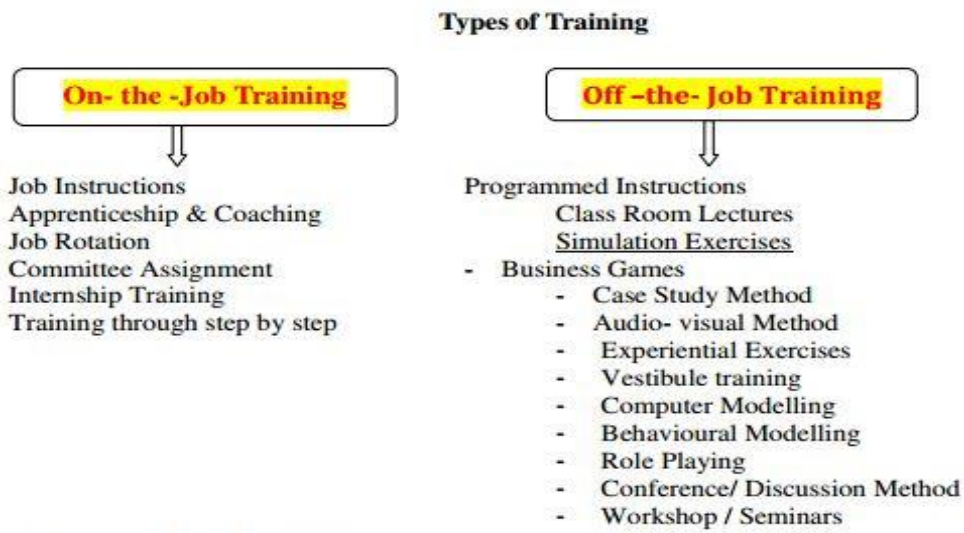 Types of Training
On- the -Job Training
Off –the- Job Training
Job Instructions
Apprenticeship & Coaching
Job Rotation
Committee Assignment
Internship Training
Training through step by step
Programmed Instructions
Class Room Lectures
Simulation Exercises
- Business Games
- Case Study Method
- Audio- visual Method
- Experiential Exercises
- Vestibule training
- Computer Modelling
- Behavioural Modelling
- Role Playing
- Conference/ Discussion Method
- Workshop / Seminars